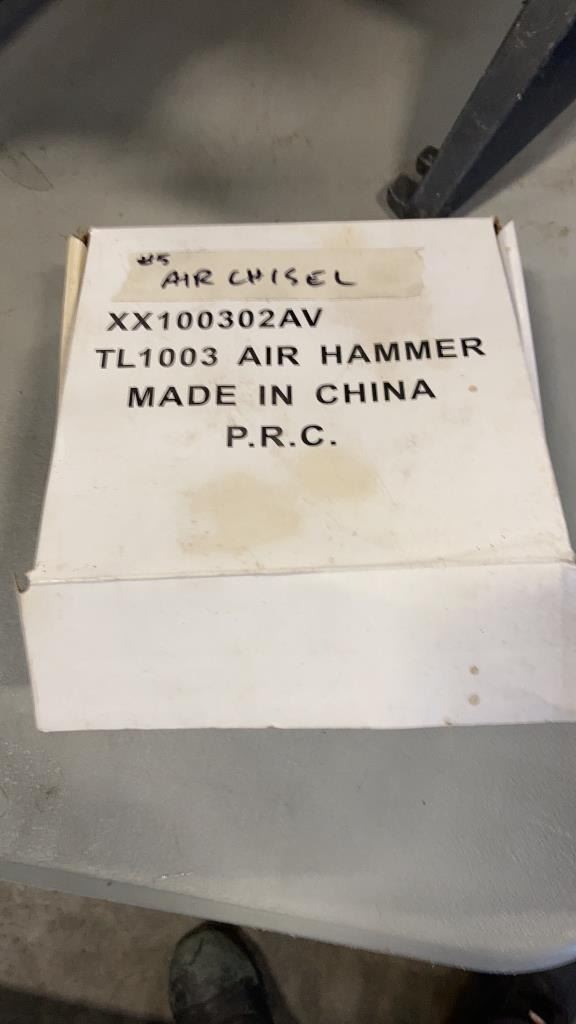 #5
AIR CHISEL
XX100302AV
TL1003 AIR HAMMER
MADE IN CHINA
P.R.C.